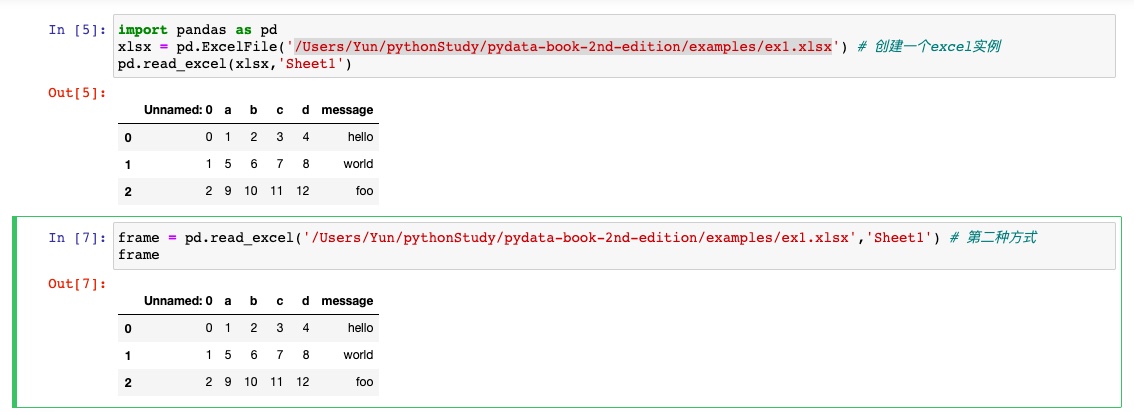 In [5]: import pandas as pd
xlsx = pd.ExcelFile('/Users/Yun/pythonStudy/pydata-book-2nd-edition/examples/ex1.xlsx') # 创建一个excel实例
pd.read_excel(xlsx,'Sheet1')
Out[5]:
Unnamed: 0 a b c d message
0 0 1 2 3 4 hello
1 1 5 6 7 8 world
2 2 9 10 11 12 foo
In [7]: frame = pd.read_excel('/Users/Yun/pythonStudy/pydata-book-2nd-edition/examples/ex1.xlsx','Sheet1') # 第二种方式
frame
Out[7]:
Unnamed: 0 a b c d message
0 0 1 2 3 4 hello
1 1 5 6 7 8 world
2 2 9 10 11 12 foo